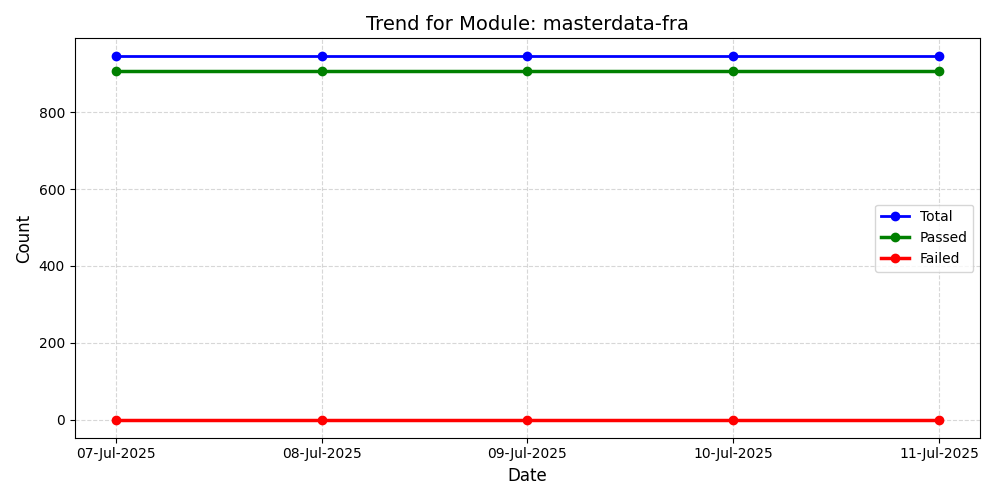 Trend for Module: masterdata-fra
Count
800
600
400
200
0
Total
Passed
Failed
07-Jul-2025 08-Jul-2025 09-Jul-2025 10-Jul-2025 11-Jul-2025
Date